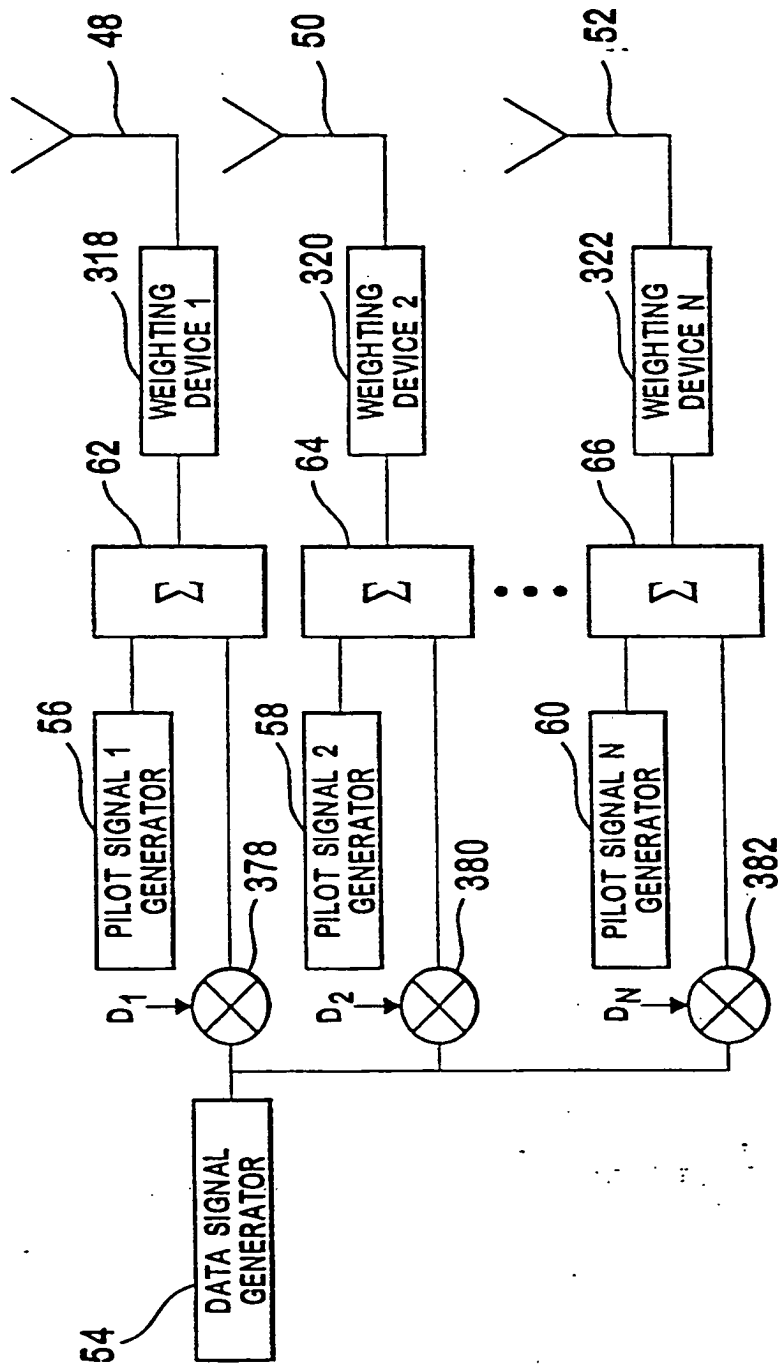 54
DATA SIGNAL
GENERATOR
D1
378
56
PILOT SIGNAL 1
GENERATOR
62
Σ
318
WEIGHTING
DEVICE 1
48
D2
380
58
PILOT SIGNAL 2
GENERATOR
64
Σ
320
WEIGHTING
DEVICE 2
50
DN
382
60
PILOT SIGNAL N
GENERATOR
66
Σ
322
WEIGHTING
DEVICE N
52